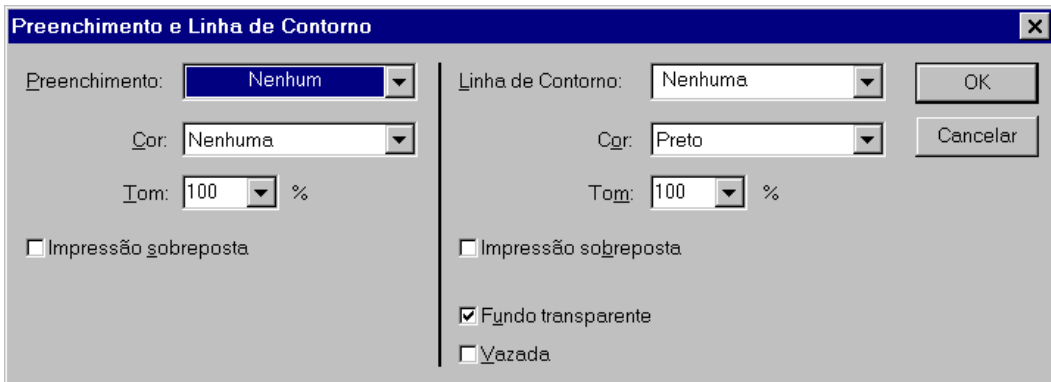 Preenchimento e Linha de Contorno
Preenchimento: Nenhum
Cor: Nenhuma
Tom: 100 %
Impressão sobreposta
Linha de Contorno: Nenhuma
Cor: Preto
Tom: 100 %
Impressão sobreposta
Fundo transparente
Vazada
OK
Cancelar